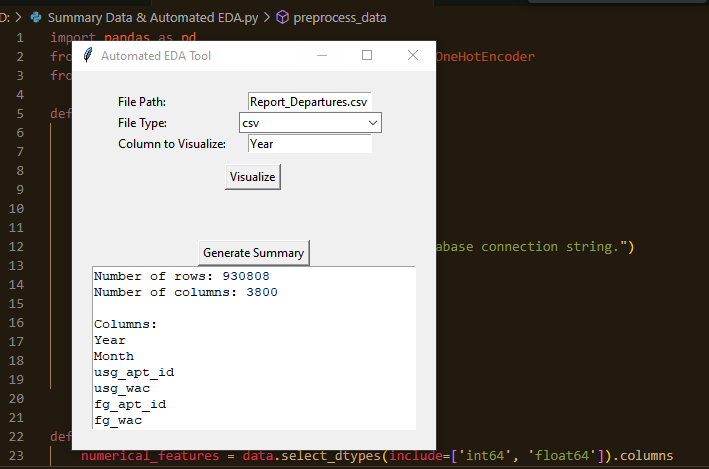 D: > Summary Data & Automated EDA.py > preprocess_data
1 import pandas as pd
Automated EDA Tool
2 fro OneHotEncoder
3 fro
4
File Path: Report_Departures.csv
5 def
File Type: csv
6
Column to Visualize: Year
7
8
Visualize
9
10
11
12 abase connection string.")
Generate Summary
13
Number of rows: 930808
14
Number of columns: 3800
15
16
Columns:
17
Year
Month
18
usg_apt_id
19
usg_wac
20
fg_apt_id
21
fg_wac
22 def
23 numerical_features = data.select_dtypes(include=['int64', 'float64']).columns